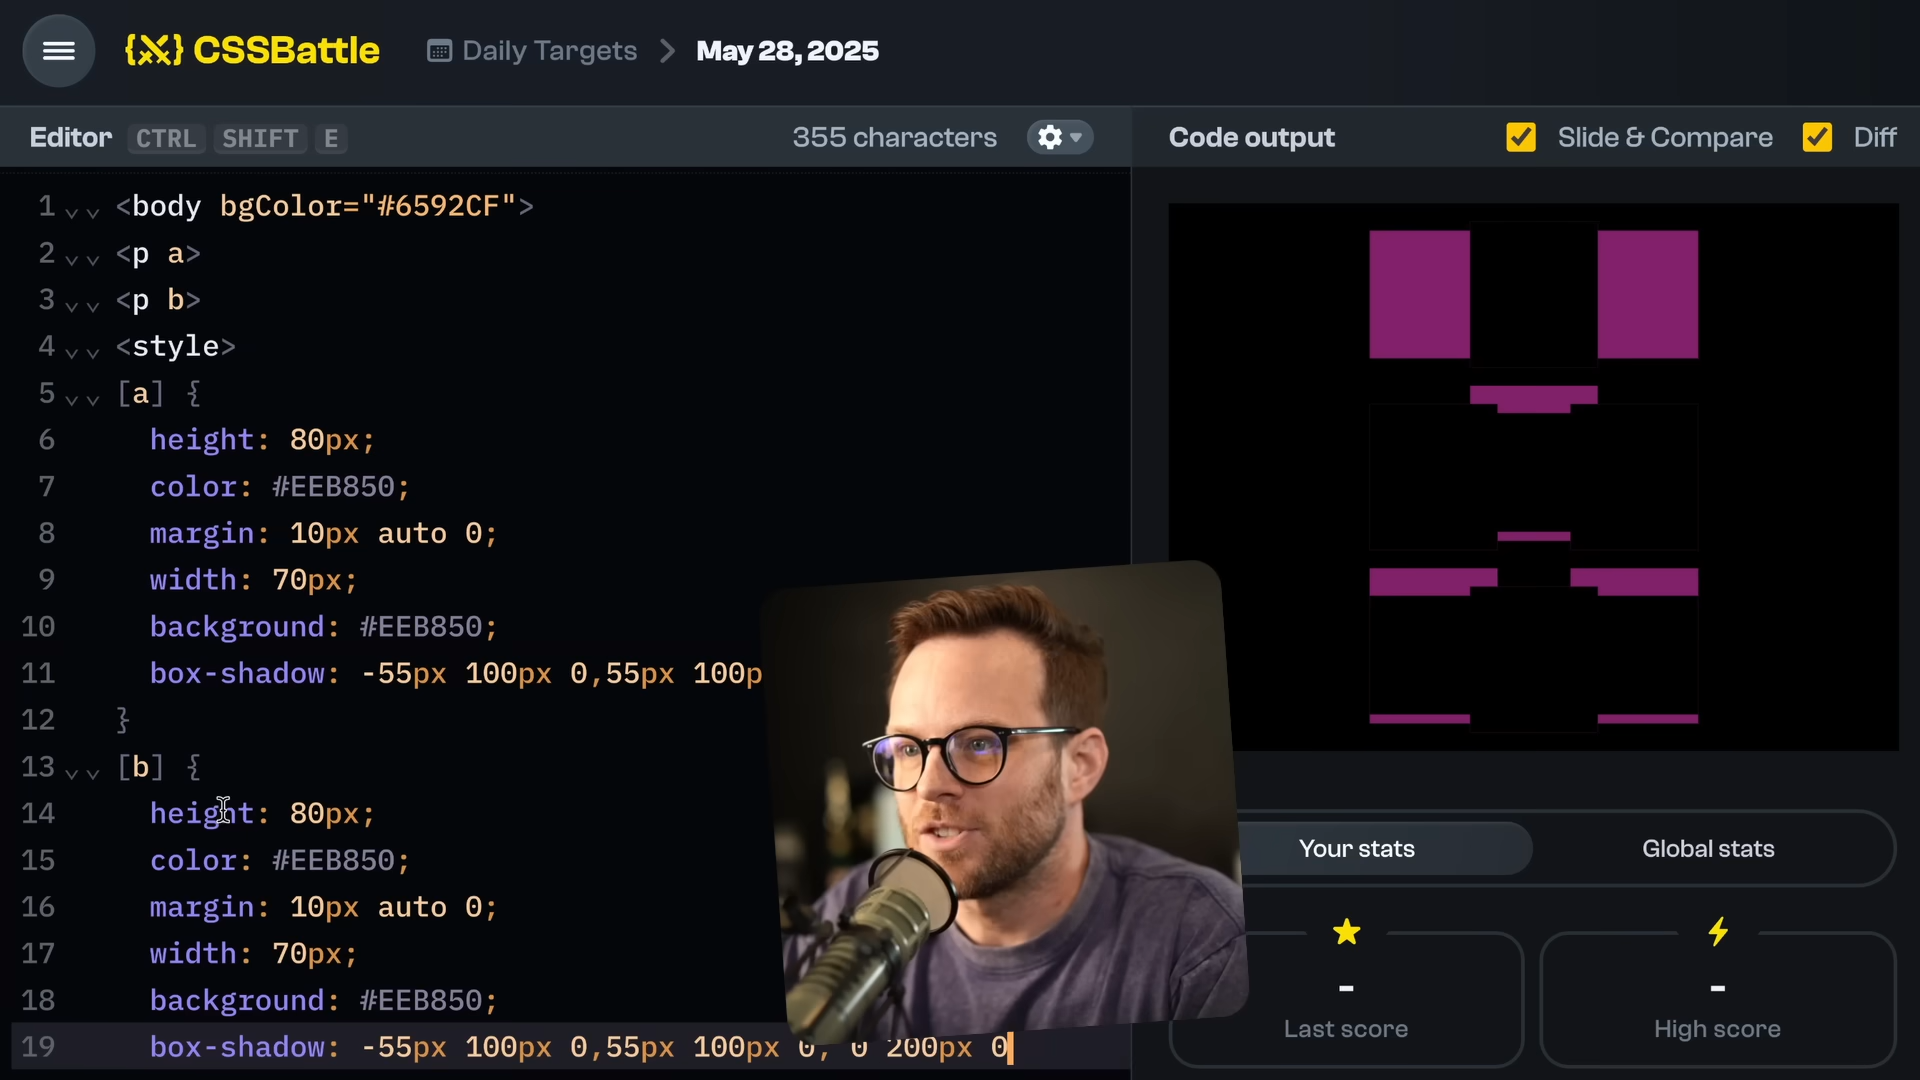 CSSBattle
Daily Targets
May 28, 2025
Editor CTRL SHIFT E
355 characters
Code output
Slide & Compare
Diff
1 <body bgColor="#6592CF">
2 <p a>
3 <p b>
4 <style>
5 [a] {
6 height: 80px;
7 color: #EEB850;
8 margin: 10px auto 0;
9 width: 70px;
10 background: #EEB850;
11 box-shadow: -55px 100px 0,55px 100p
12 }
13 [b] {
14 height: 80px;
15 color: #EEB850;
16 margin: 10px auto 0;
17 width: 70px;
18 background: #EEB850;
19 box-shadow: -55px 100px 0,55px 100px 0, 0 200px 0
Your stats
Global stats
-
Last score
-
High score